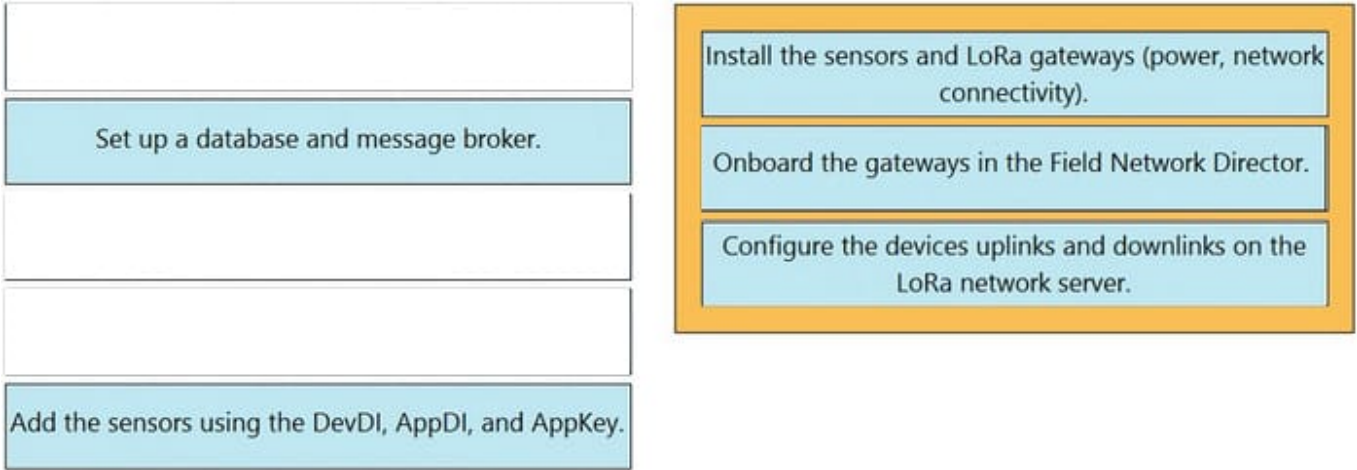 Set up a database and message broker.
Add the sensors using the DevDI, AppDI, and AppKey.
Install the sensors and LoRa gateways (power, network
connectivity).
Onboard the gateways in the Field Network Director.
Configure the devices uplinks and downlinks on the
LoRa network server.